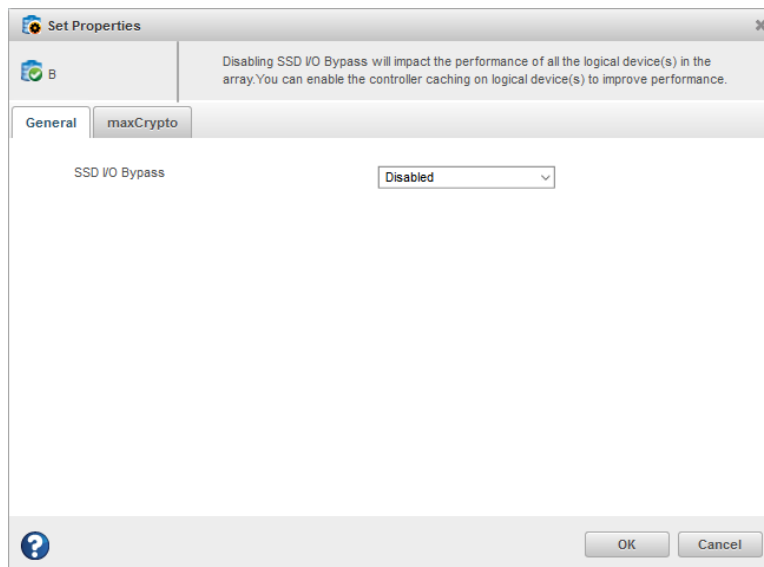 Set Properties
B
Disabling SSD I/O Bypass will impact the performance of all the logical device(s) in the
array.You can enable the controller caching on logical device(s) to improve performance.
General
maxCrypto
SSD I/O Bypass
Disabled
?
OK
Cancel